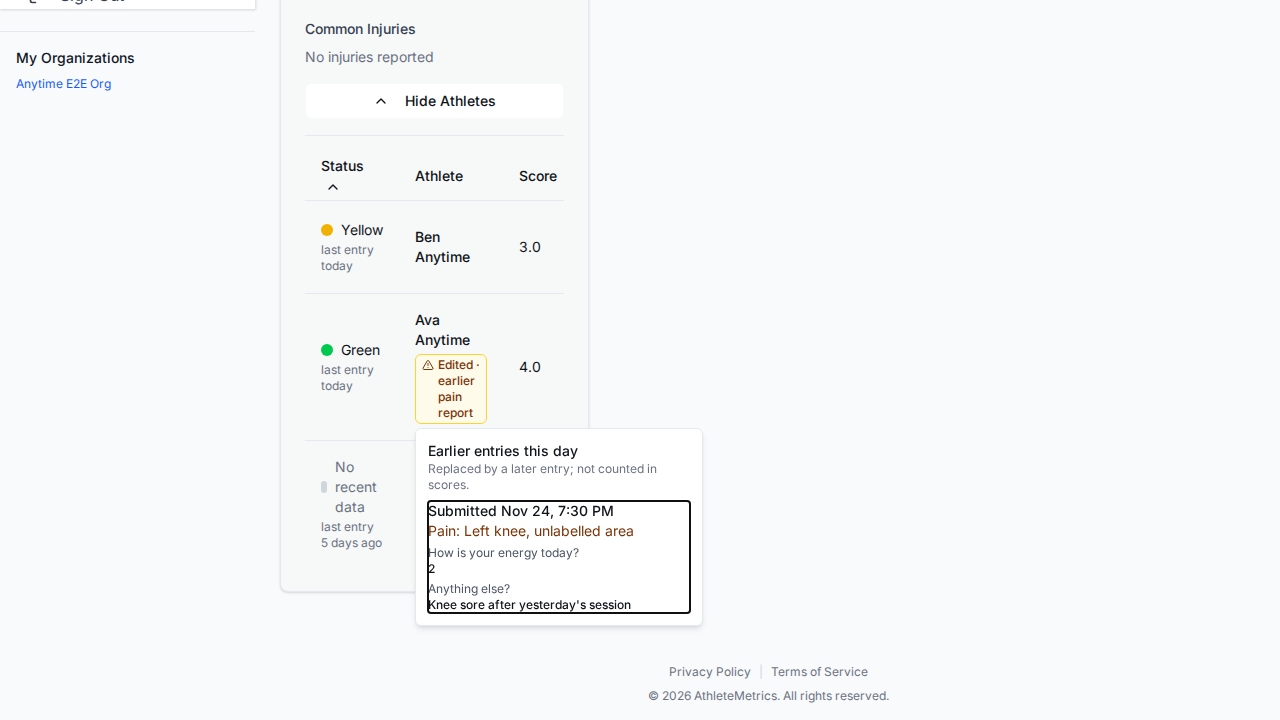 My Organizations
Anytime E2E Org
Common Injuries
No injuries reported
Hide Athletes
Status
Athlete
Score
Yellow
last entry
today
Ben
Anytime
3.0
Green
last entry
today
Ava
Anytime
Edited ·
earlier
pain
report
4.0
No
recent
data
last entry
5 days ago
Earlier entries this day
Replaced by a later entry; not counted in
scores.
Submitted Nov 24, 7:30 PM
Pain: Left knee, unlabelled area
How is your energy today?
2
Anything else?
Knee sore after yesterday's session
Privacy Policy | Terms of Service
© 2026 AthleteMetrics. All rights reserved.